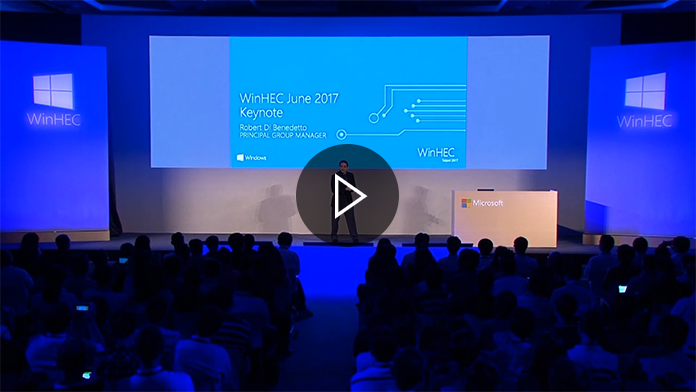 WinHEC
WinHEC June 2017
Keynote
Robert Di Benedetto
PRINCIPAL GROUP MANAGER
Windows
WinHEC
Taipei 2017
Microsoft
WinHEC